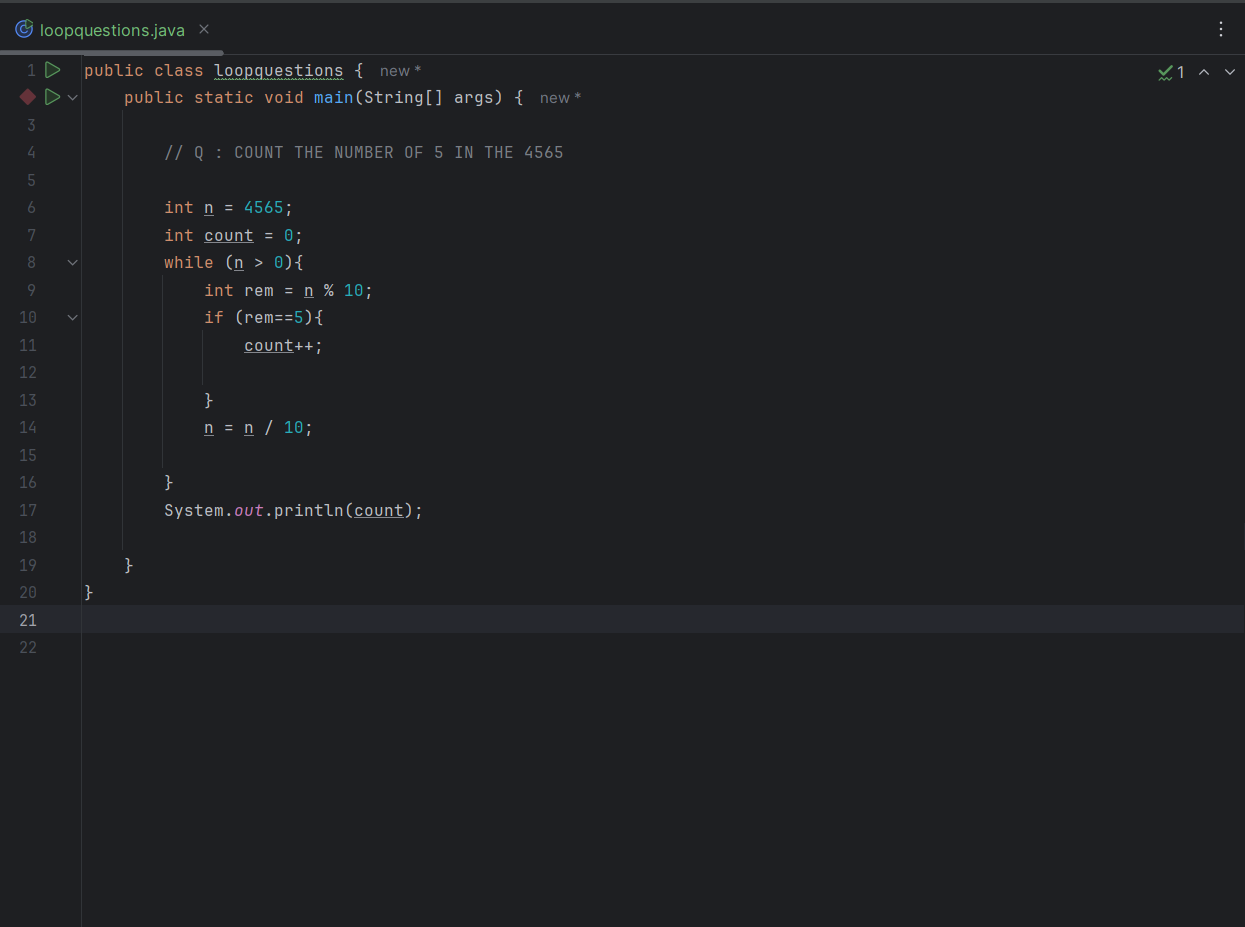 loopquestions.java
1 public class loopquestions { new *
public static void main(String[] args) { new *
3
4 // Q : COUNT THE NUMBER OF 5 IN THE 4565
5
6 int n = 4565;
7 int count = 0;
8 while (n > 0){
9 int rem = n % 10;
10 if (rem==5){
11 count++;
12
13 }
14 n = n / 10;
15
16 }
17 System.out.println(count);
18
19 }
20 }
21
22
1